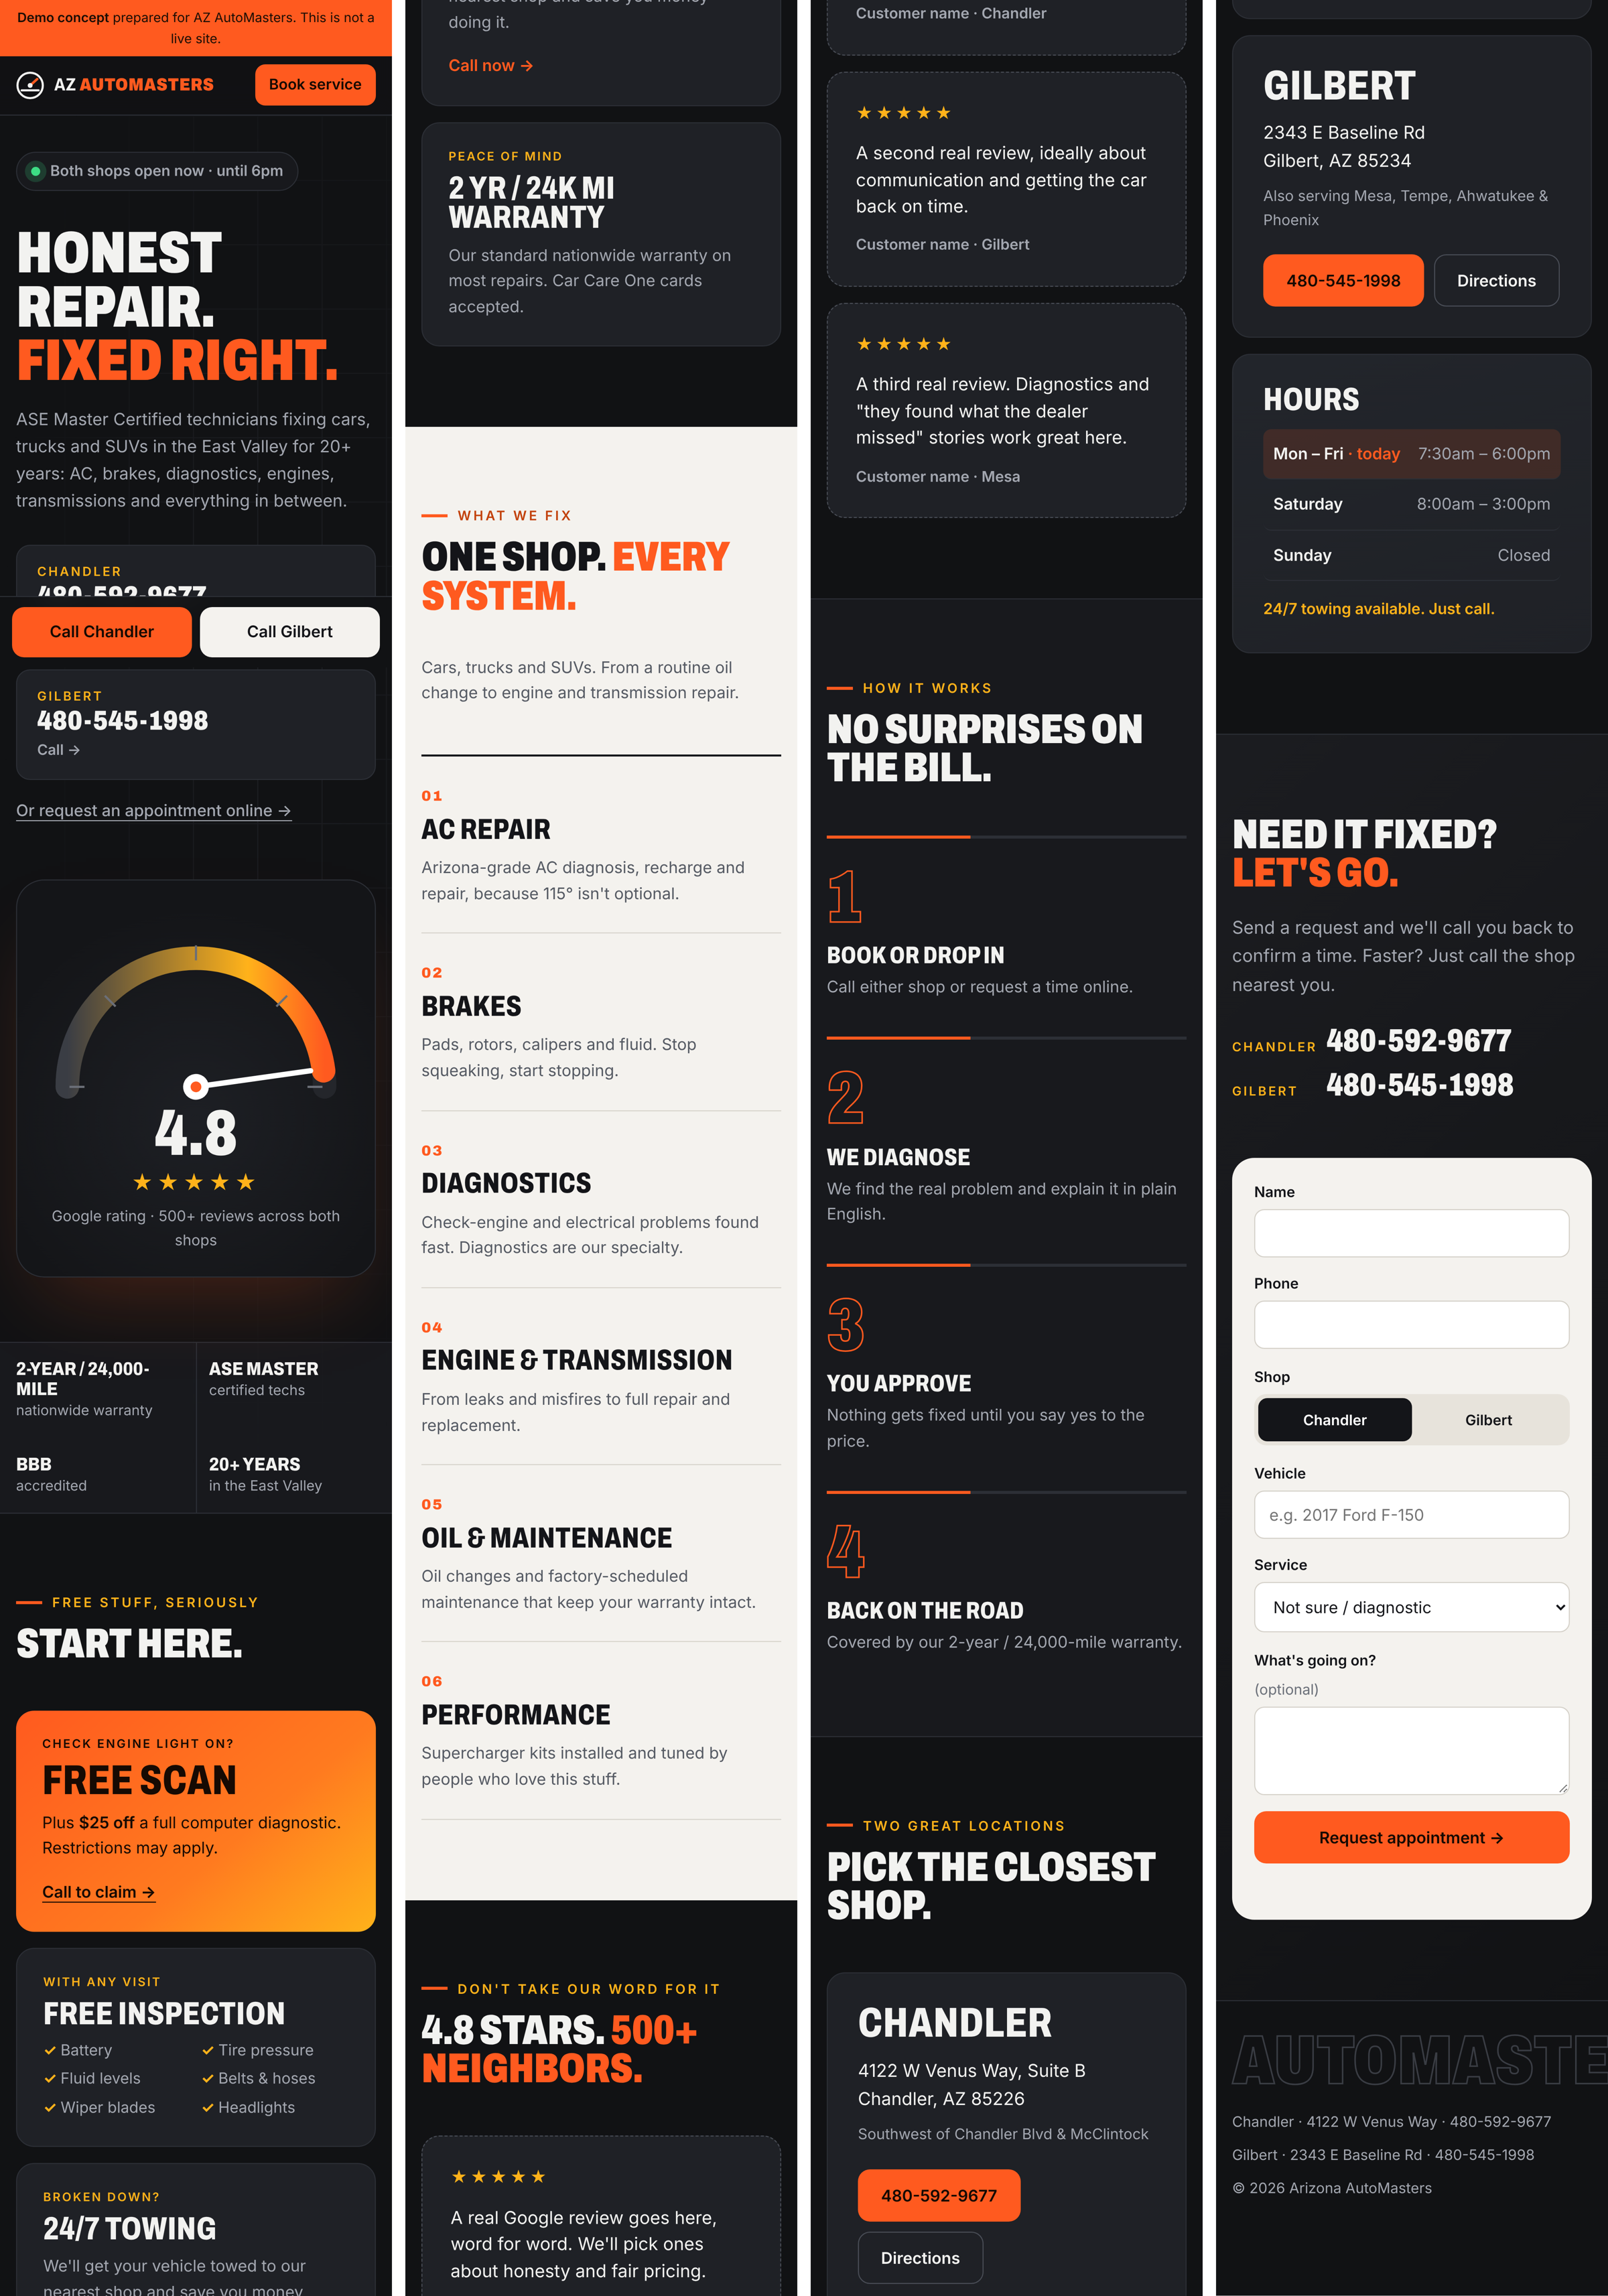 Demo concept prepared for AZ AutoMasters. This is not a
live site.
AZ AUTOMASTERS
Book service
Both shops open now · until 6pm
HONEST
REPAIR.
FIXED RIGHT.
ASE Master Certified technicians fixing cars,
trucks and SUVs in the East Valley for 20+
years: AC, brakes, diagnostics, engines,
transmissions and everything in between.
CHANDLER
480-592-9677
Call Chandler
Call Gilbert
GILBERT
480-545-1998
Call →
Or request an appointment online →
4.8
★★★★★
Google rating · 500+ reviews across both
shops
2-YEAR / 24,000-
MILE
nationwide warranty
ASE MASTER
certified techs
BBB
accredited
20+ YEARS
in the East Valley
FREE STUFF, SERIOUSLY
START HERE.
CHECK ENGINE LIGHT ON?
FREE SCAN
Plus $25 off a full computer diagnostic.
Restrictions may apply.
Call to claim →
WITH ANY VISIT
FREE INSPECTION
✓ Battery
✓ Tire pressure
✓ Fluid levels
✓ Belts & hoses
✓ Wiper blades
✓ Headlights
BROKEN DOWN?
24/7 TOWING
We'll get your vehicle towed to our
nearest shop and save you money
doing it.
Call now →
PEACE OF MIND
2 YR / 24K MI
WARRANTY
Our standard nationwide warranty on
most repairs. Car Care One cards
accepted.
WHAT WE FIX
ONE SHOP. EVERY
SYSTEM.
Cars, trucks and SUVs. From a routine oil
change to engine and transmission repair.
01
AC REPAIR
Arizona-grade AC diagnosis, recharge and
repair, because 115° isn't optional.
02
BRAKES
Pads, rotors, calipers and fluid. Stop
squeaking, start stopping.
03
DIAGNOSTICS
Check-engine and electrical problems found
fast. Diagnostics are our specialty.
04
ENGINE & TRANSMISSION
From leaks and misfires to full repair and
replacement.
05
OIL & MAINTENANCE
Oil changes and factory-scheduled
maintenance that keep your warranty intact.
06
PERFORMANCE
Supercharger kits installed and tuned by
people who love this stuff.
DON'T TAKE OUR WORD FOR IT
4.8 STARS. 500+
NEIGHBORS.
★★★★★
A real Google review goes here,
word for word. We'll pick ones
about honesty and fair pricing.
Customer name · Chandler
★★★★★
A second real review, ideally about
communication and getting the car
back on time.
Customer name · Gilbert
★★★★★
A third real review. Diagnostics and
"they found what the dealer
missed" stories work great here.
Customer name · Mesa
HOW IT WORKS
NO SURPRISES ON
THE BILL.
1
BOOK OR DROP IN
Call either shop or request a time online.
2
WE DIAGNOSE
We find the real problem and explain it in plain
English.
3
YOU APPROVE
Nothing gets fixed until you say yes to the
price.
4
BACK ON THE ROAD
Covered by our 2-year / 24,000-mile warranty.
TWO GREAT LOCATIONS
PICK THE CLOSEST
SHOP.
CHANDLER
4122 W Venus Way, Suite B
Chandler, AZ 85226
Southwest of Chandler Blvd & McClintock
480-592-9677
Directions
GILBERT
2343 E Baseline Rd
Gilbert, AZ 85234
Also serving Mesa, Tempe, Ahwatukee &
Phoenix
480-545-1998
Directions
HOURS
Mon – Fri · today 7:30am – 6:00pm
Saturday 8:00am – 3:00pm
Sunday Closed
24/7 towing available. Just call.
NEED IT FIXED?
LET'S GO.
Send a request and we'll call you back to
confirm a time. Faster? Just call the shop
nearest you.
CHANDLER 480-592-9677
GILBERT 480-545-1998
Name
Phone
Shop
Chandler
Gilbert
Vehicle
e.g. 2017 Ford F-150
Service
Not sure / diagnostic
What's going on?
(optional)
Request appointment →
AUTOMASTE
Chandler · 4122 W Venus Way · 480-592-9677
Gilbert · 2343 E Baseline Rd · 480-545-1998
© 2026 Arizona AutoMasters